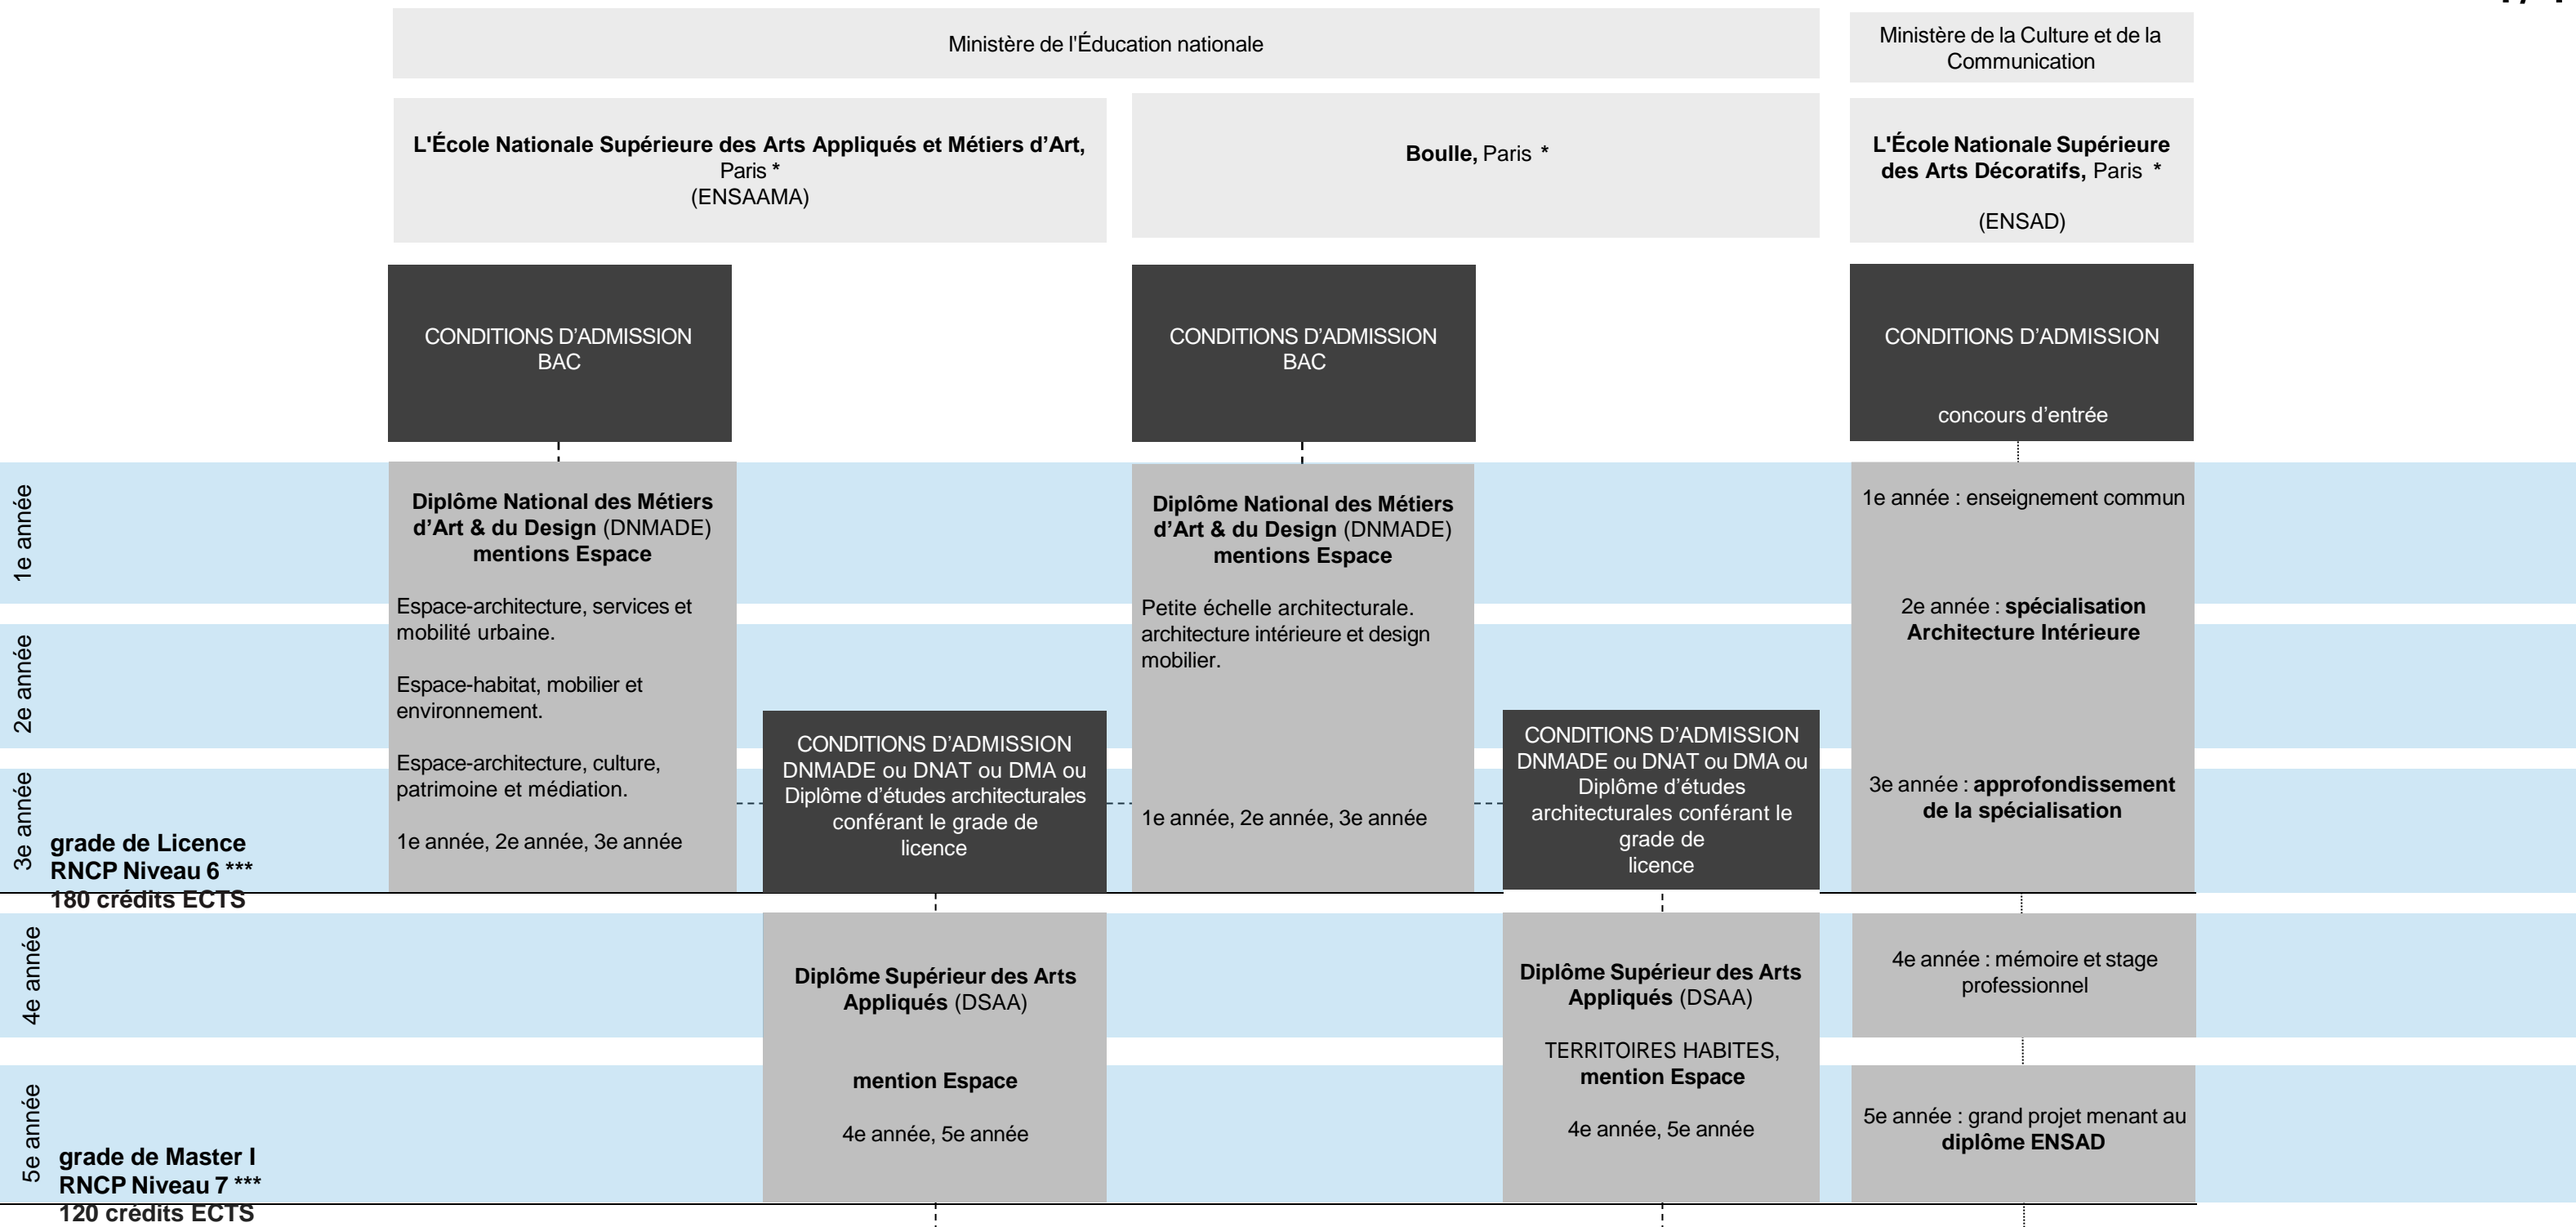 Ministère de l'Éducation nationale
Ministère de la Culture et de la
Communication
L'École Nationale Supérieure des Arts Appliqués et Métiers d’Art,
Paris *
(ENSAAMA)
Boulle, Paris *
L'École Nationale Supérieure
des Arts Décoratifs, Paris *
(ENSAD)
CONDITIONS D’ADMISSION
BAC
CONDITIONS D’ADMISSION
BAC
CONDITIONS D’ADMISSION
concours d’entrée
1e année
2e année
3e année
grade de Licence
RNCP Niveau 6 ***
180 crédits ECTS
Diplôme National des Métiers
d’Art & du Design (DNMADE)
mentions Espace
Espace-architecture, services et
mobilité urbaine.
Espace-habitat, mobilier et
environnement.
Espace-architecture, culture,
patrimoine et médiation.
1e année, 2e année, 3e année
CONDITIONS D’ADMISSION
DNMADE ou DNAT ou DMA ou
Diplôme d’études architecturales
conférant le grade de
licence
Diplôme National des Métiers
d’Art & du Design (DNMADE)
mentions Espace
Petite échelle architecturale.
architecture intérieure et design
mobilier.
1e année, 2e année, 3e année
CONDITIONS D’ADMISSION
DNMADE ou DNAT ou DMA ou
Diplôme d’études
architecturales conférant le
grade de
licence
1e année : enseignement commun
2e année : spécialisation
Architecture Intérieure
3e année : approfondissement
de la spécialisation
4e année
5e année
grade de Master I
RNCP Niveau 7 ***
120 crédits ECTS
Diplôme Supérieur des Arts
Appliqués (DSAA)
mention Espace
4e année, 5e année
Diplôme Supérieur des Arts
Appliqués (DSAA)
TERRITOIRES HABITES,
mention Espace
4e année, 5e année
4e année : mémoire et stage
professionnel
5e année : grand projet menant au
diplôme ENSAD